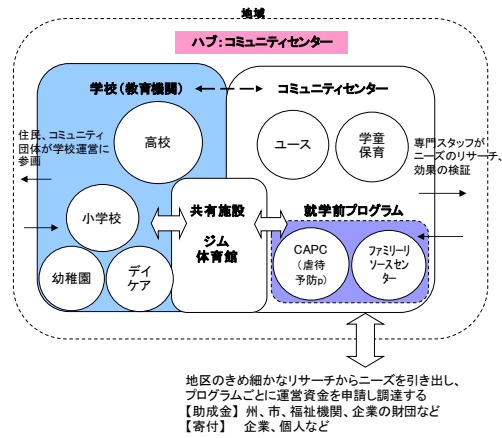 地域
ハブ：コミュニティセンター
学校（教育機関）
コミュニティセンター
高校
ユース
学童
保育
住民、コミュニティ
団体が学校運営に
参画
専門スタッフが
ニーズのリサーチ、
効果の検証
小学校
共有施設
ジム
体育館
就学前プログラム
幼稚園
デイ
ケア
CAPC
（虐待
予防p）
ファミリーリ
ソースセン
ター
地区のきめ細かなリサーチからニーズを引き出し、
プログラムごとに運営資金を申請し調達する
【助成金】 州、市、福祉機関、企業の財団など
【寄付】 企業、個人など